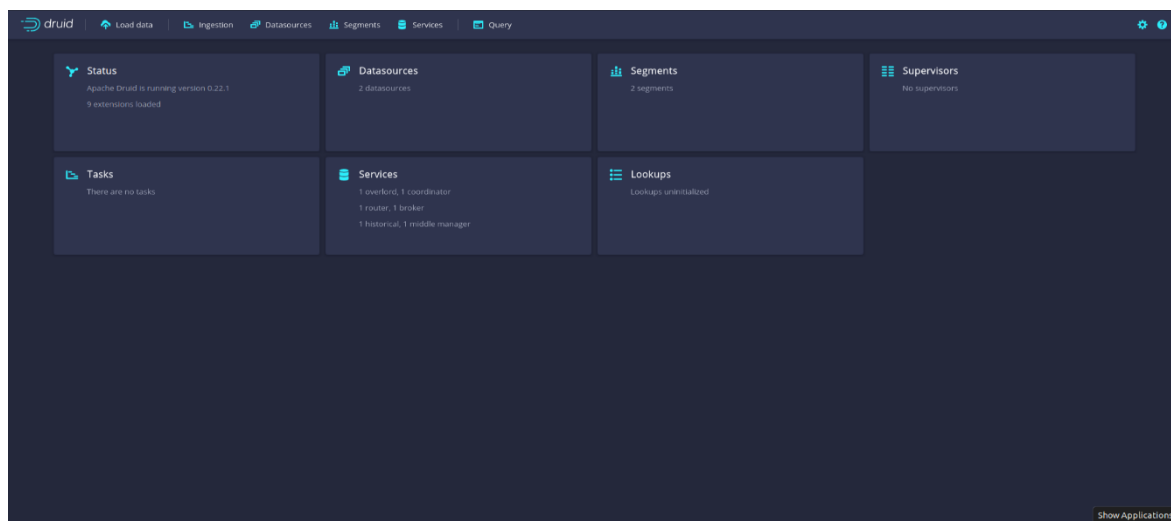 druid Load data Ingestion Datasources Segments Services Query
Status
Apache Druid is running version 0.22.1
9 extensions loaded
Datasources
2 datasources
Segments
2 segments
Supervisors
No supervisors
Tasks
There are no tasks
Services
1 overlord, 1 coordinator
1 router, 1 broker
1 historical, 1 middle manager
Lookups
Lookups uninitialized
Show Applications